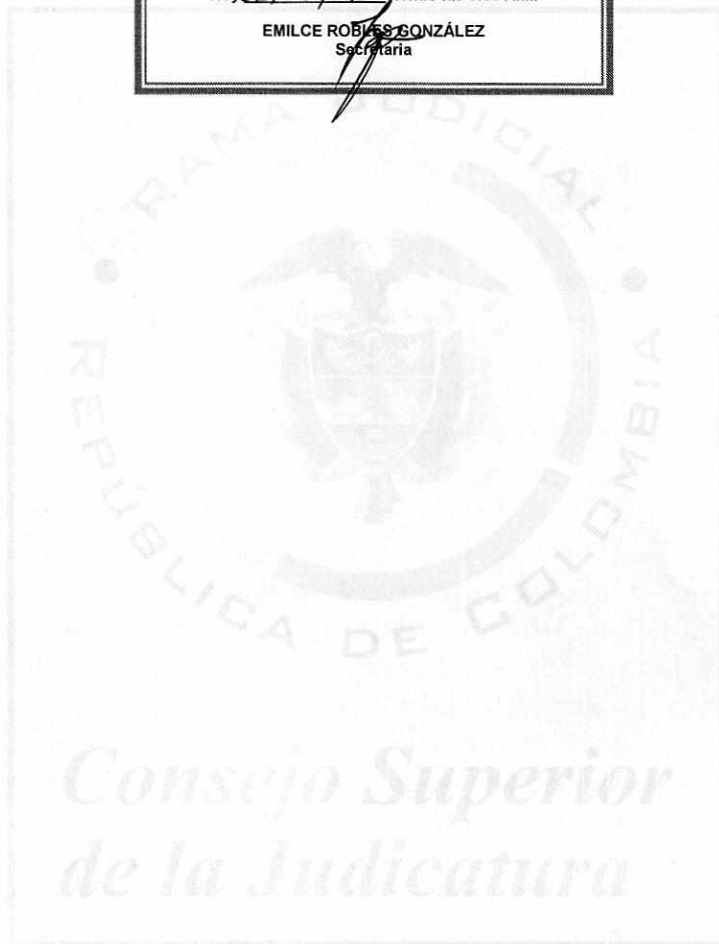 EMILCE ROBLES GONZÁLEZ
Secretaria
RAMA JUDICIAL
REPÚBLICA DE COLOMBIA
Consejo Superior
de la Judicatura